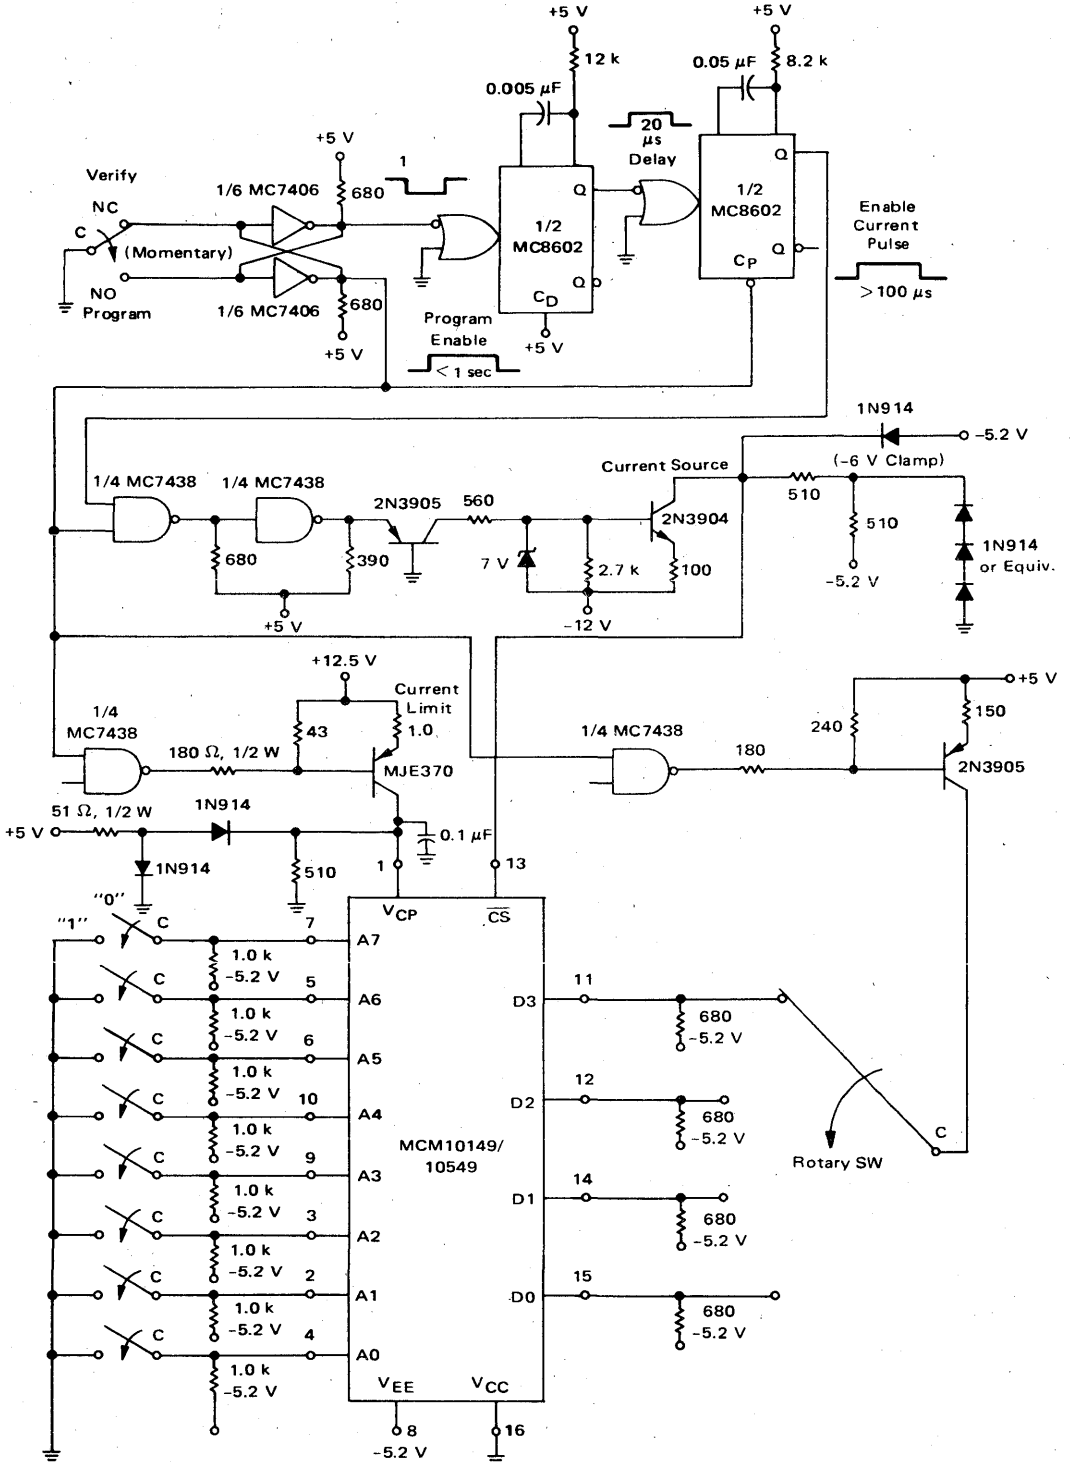 +5 V
+5 V
12 k
0.05 µF
8.2 k
0.005 µF
20
µs
Delay
+5 V
1
Q
Verify
1/6 MC7406
680
Q
1/2
MC8602
NC
1/2
MC8602
Enable
Current
Pulse
C
(Momentary)
Q
CP
Q
> 100 µs
NO
Program
1/6 MC7406
680
CD
Program
Enable
+5 V
+5 V
< 1 sec
1N914
-5.2 V
(-6 V Clamp)
Current Source
1/4 MC7438
1/4 MC7438
2N3905
560
510
2N3904
510
680
390
7 V
2.7 k
100
1N914
or Equiv.
-5.2 V
+5 V
-12 V
+12.5 V
Current
Limit
+5 V
1/4
MC7438
43
1.0
1/4 MC7438
240
150
180 Ω, 1/2 W
MJE370
180
2N3905
51 Ω, 1/2 W
1N914
+5 V
0.1 µF
1N914
510
1
13
VCP
CS
"0"
"1"
C
7
A7
1.0 k
-5.2 V
C
5
A6
1.0 k
-5.2 V
11
D3
680
-5.2 V
C
6
A5
1.0 k
-5.2 V
C
10
A4
1.0 k
-5.2 V
12
D2
680
-5.2 V
C
MCM10149/
10549
Rotary SW
C
9
A3
1.0 k
-5.2 V
14
D1
680
-5.2 V
C
3
A2
1.0 k
-5.2 V
C
2
A1
1.0 k
-5.2 V
15
D0
680
-5.2 V
C
4
A0
1.0 k
-5.2 V
VEE
VCC
8
16
-5.2 V